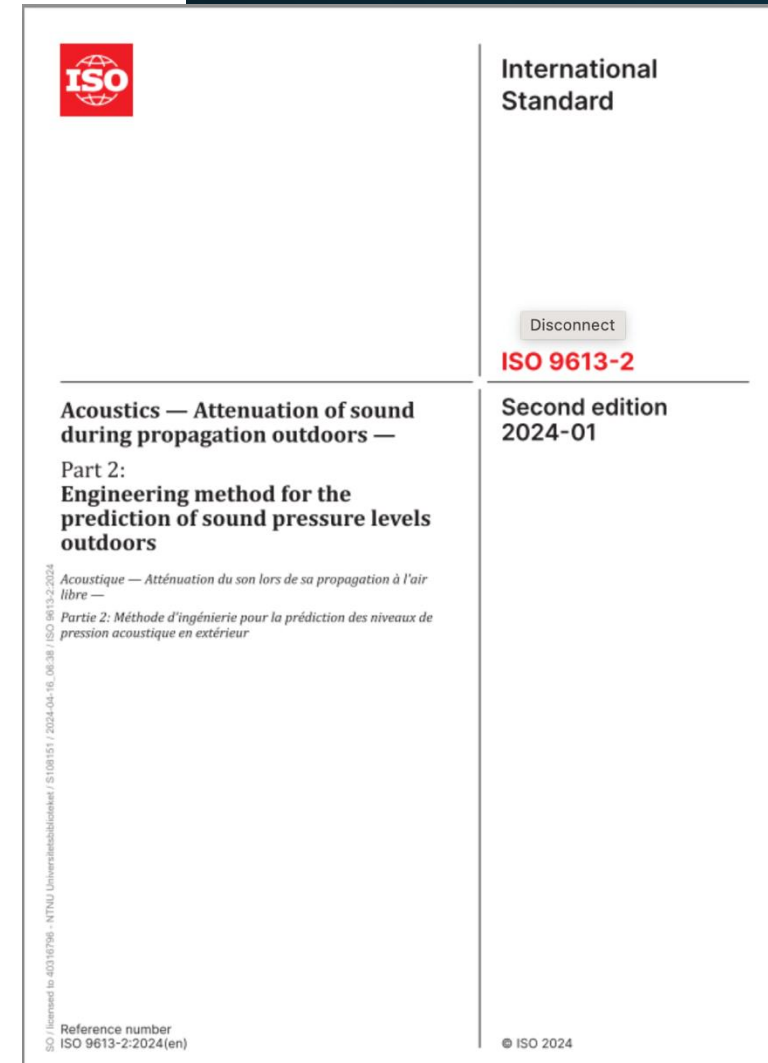 ISO
International
Standard
Disconnect
ISO 9613-2
Acoustics — Attenuation of sound
during propagation outdoors —
Part 2:
Engineering method for the
prediction of sound pressure levels
outdoors
Acoustique — Atténuation du son lors de sa propagation à l'air
libre —
Partie 2: Méthode d'ingénierie pour la prédiction des niveaux de
pression acoustique en extérieur
Second edition
2024-01
SO / licensed to 40316796 - NTNU Universitetsbiblioteket / S108151 / 2024-04-16_06:38 / ISO 9613-2:2024
Reference number
ISO 9613-2:2024(en)
© ISO 2024